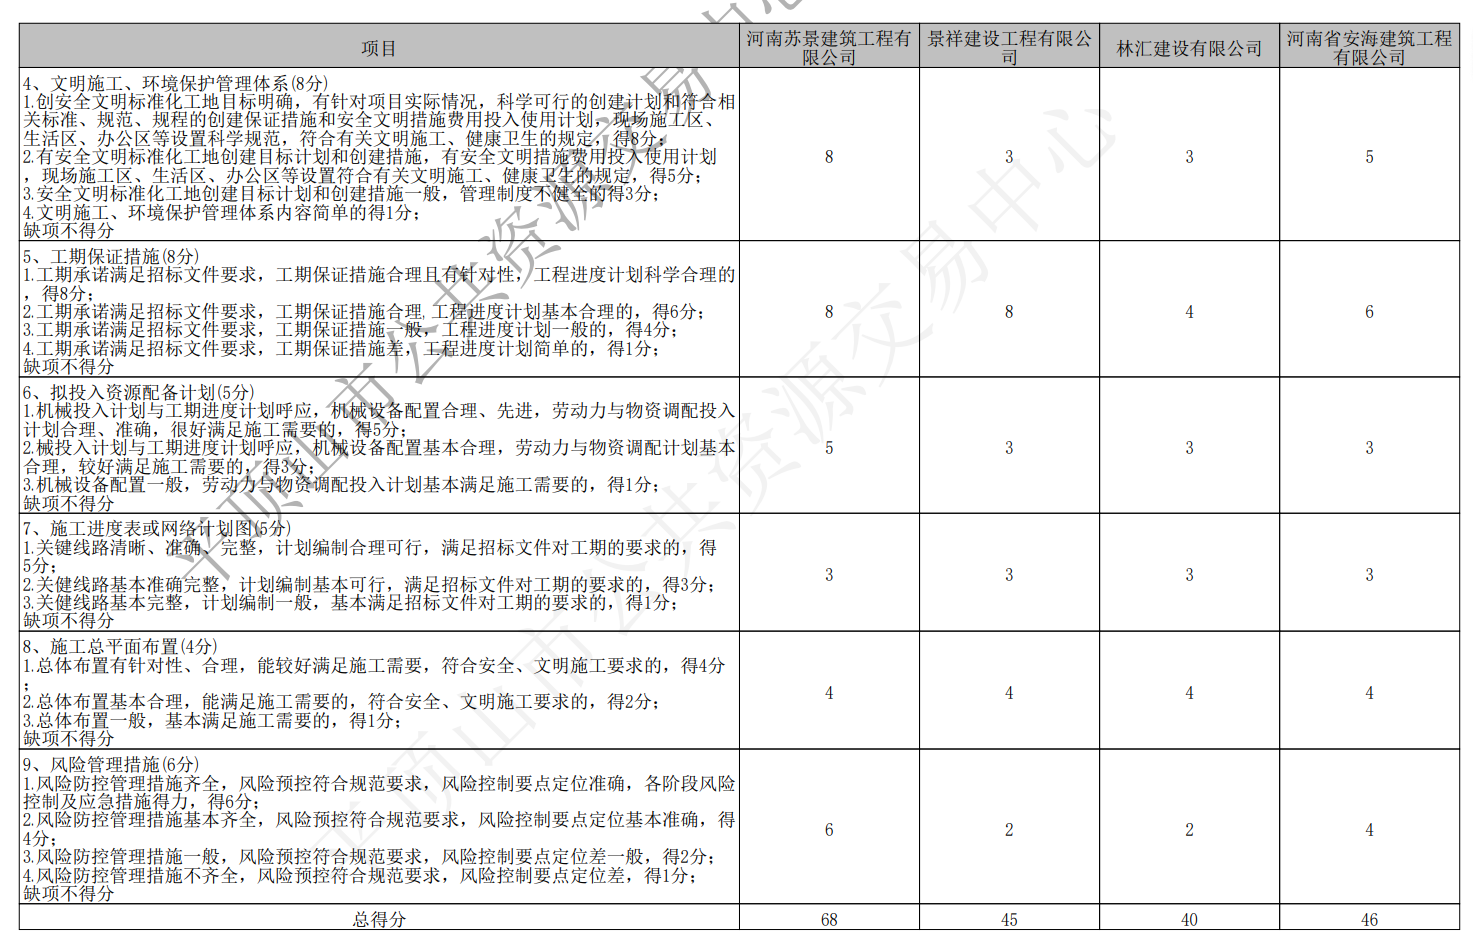 项目
河南苏景建筑工程有
限公司
景祥建设工程有限公
司
林汇建设有限公司
河南省安海建筑工程
有限公司
4、文明施工、环境保护管理体系(8分)
1.创安全文明标准化工地目标明确，有针对项目实际情况，科学可行的创建计划和符合相
关标准、规范、规程的创建保证措施和安全文明措施费用投入使用计划，现场施工区、
生活区、办公区等设置科学规范，符合有关文明施工、健康卫生的规定，得8分；
2.有安全文明标准化工地创建目标计划和创建措施，有安全文明措施费用投入使用计划
，现场施工区、生活区、办公区等设置符合有关文明施工、健康卫生的规定，得5分；
3.安全文明标准化工地创建目标计划和创建措施一般，管理制度不健全的得3分；
4.文明施工、环境保护管理体系内容简单的得1分；
缺项不得分
8
3
3
5
5、工期保证措施(8分)
1.工期承诺满足招标文件要求，工期保证措施合理且有针对性，工程进度计划科学合理的
，得8分；
2.工期承诺满足招标文件要求，工期保证措施合理,工程进度计划基本合理的，得6分；
3.工期承诺满足招标文件要求，工期保证措施一般，工程进度计划一般的，得4分；
4.工期承诺满足招标文件要求，工期保证措施差，工程进度计划简单的，得1分；
缺项不得分
8
8
4
6
6、拟投入资源配备计划(5分)
1.机械投入计划与工期进度计划呼应，机械设备配置合理、先进，劳动力与物资调配投入
计划合理、准确，很好满足施工需要的，得5分；
2.械投入计划与工期进度计划呼应，机械设备配置基本合理，劳动力与物资调配计划基本
合理，较好满足施工需要的，得3分；
3.机械设备配置一般，劳动力与物资调配投入计划基本满足施工需要的，得1分；
缺项不得分
5
3
3
3
7、施工进度表或网络计划图(5分)
1.关键线路清晰、准确、完整，计划编制合理可行，满足招标文件对工期的要求的，得
5分；
2.关健线路基本准确完整，计划编制基本可行，满足招标文件对工期的要求的，得3分；
3.关健线路基本完整，计划编制一般，基本满足招标文件对工期的要求的，得1分；
缺项不得分
3
3
3
3
8、施工总平面布置(4分)
1.总体布置有针对性、合理，能较好满足施工需要，符合安全、文明施工要求的，得4分
；
2.总体布置基本合理，能满足施工需要的，符合安全、文明施工要求的，得2分；
3.总体布置一般，基本满足施工需要的，得1分；
缺项不得分
4
4
4
4
9、风险管理措施(6分)
1.风险防控管理措施齐全，风险预控符合规范要求，风险控制要点定位准确，各阶段风险
控制及应急措施得力，得6分；
2.风险防控管理措施基本齐全，风险预控符合规范要求，风险控制要点定位基本准确，得
4分；
3.风险防控管理措施一般，风险预控符合规范要求，风险控制要点定位差一般，得2分；
4.风险防控管理措施不齐全，风险预控符合规范要求，风险控制要点定位差，得1分；
缺项不得分
6
2
2
4
总得分
68
45
40
46
平顶山市公共资源交易中心
平顶山市公共资源交易中心